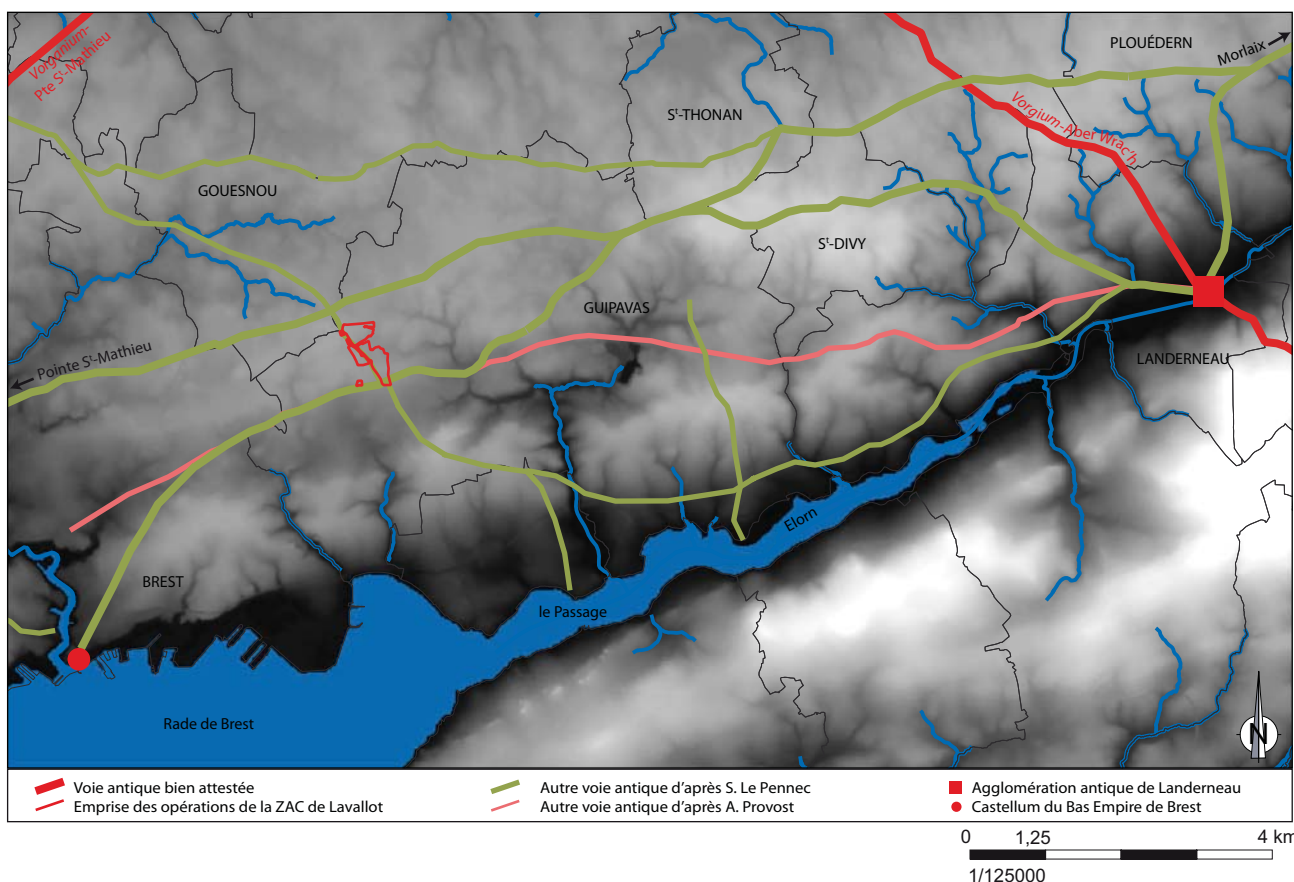 Vorganium-
Pte Sᵗ-Mathieu
PLOUÉDERN
Morlaix
Sᵗ-THONAN
Vorgium-Aber Wrac'h
GOUESNOU
Sᵗ-DIVY
GUIPAVAS
Pointe Sᵗ-Mathieu
LANDERNEAU
Elorn
BREST
le Passage
Rade de Brest
N
Voie antique bien attestée
Emprise des opérations de la ZAC de Lavallot
Autre voie antique d'après S. Le Pennec
Autre voie antique d'après A. Provost
Agglomération antique de Landerneau
Castellum du Bas Empire de Brest
0 1,25 4 km
1/125000